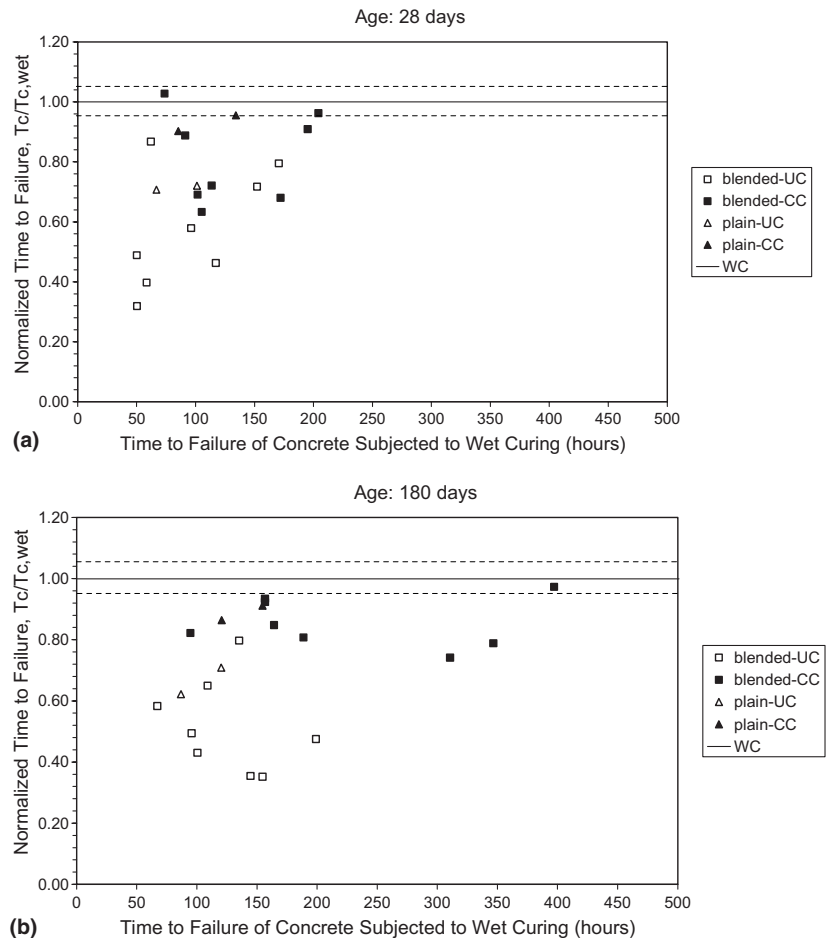 Age: 28 days
Normalized Time to Failure, Tc/Tc,wet
1.20
1.00
0.80
0.60
0.40
0.20
0.00
0 50 100 150 200 250 300 350 400 450 500
(a) Time to Failure of Concrete Subjected to Wet Curing (hours)
blended-UC
blended-CC
plain-UC
plain-CC
WC
Age: 180 days
Normalized Time to Failure, Tc/Tc,wet
1.20
1.00
0.80
0.60
0.40
0.20
0.00
0 50 100 150 200 250 300 350 400 450 500
(b) Time to Failure of Concrete Subjected to Wet Curing (hours)
blended-UC
blended-CC
plain-UC
plain-CC
WC